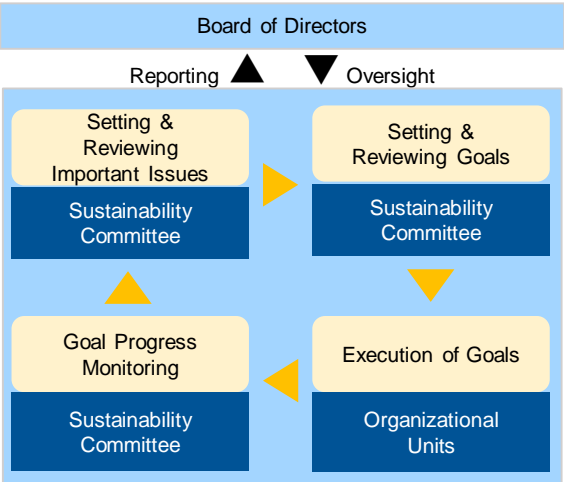 Board of Directors
Reporting
Oversight
Setting &
Reviewing
Important Issues
Sustainability
Committee
Setting &
Reviewing Goals
Sustainability
Committee
Goal Progress
Monitoring
Sustainability
Committee
Execution of Goals
Organizational
Units